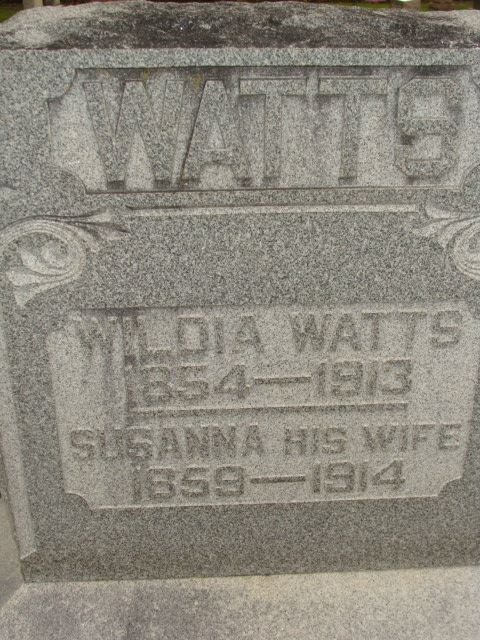 WATTS
WILDIA WATTS
1854—1913
SUSANNA HIS WIFE
1859—1914